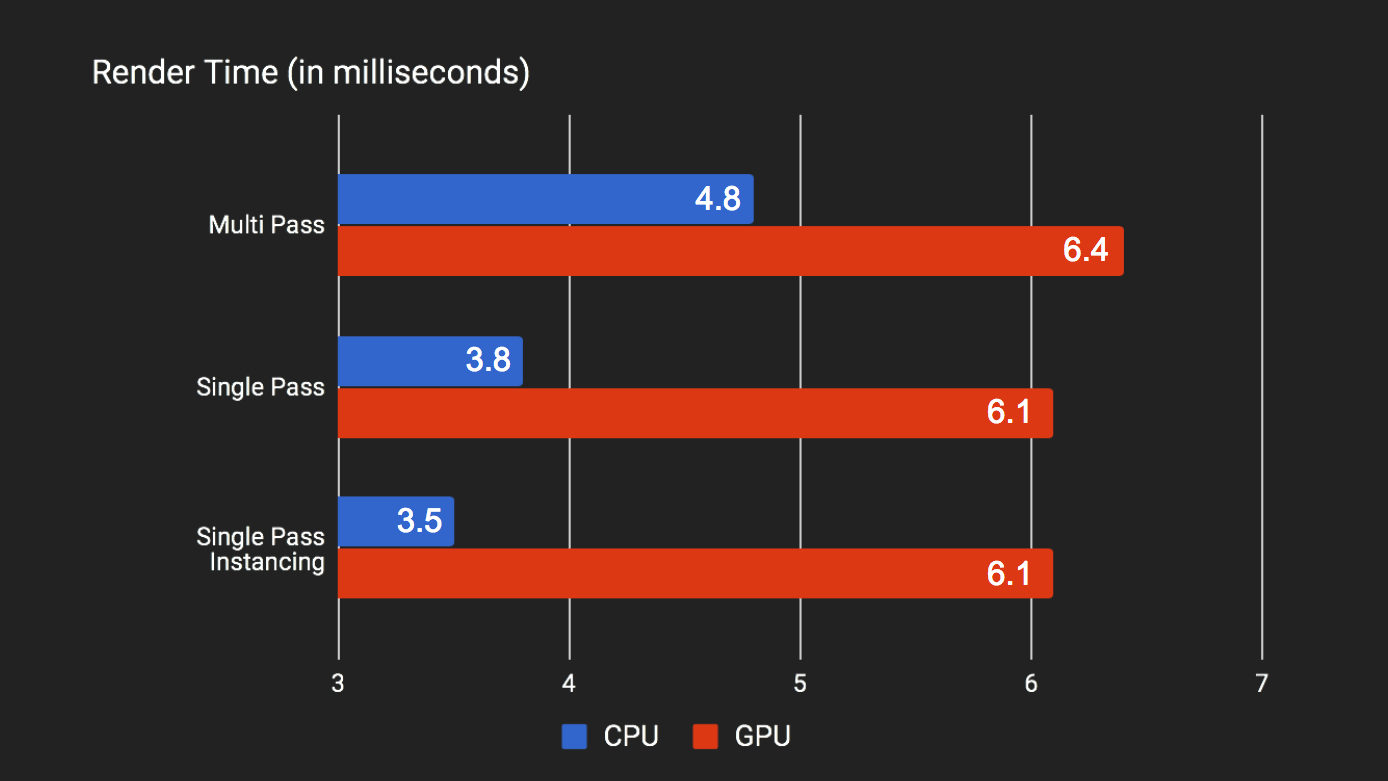 Render Time (in milliseconds)
Multi Pass
4.8
6.4
Single Pass
3.8
6.1
Single Pass
Instancing
3.5
6.1
3 4 5 6 7
CPU GPU